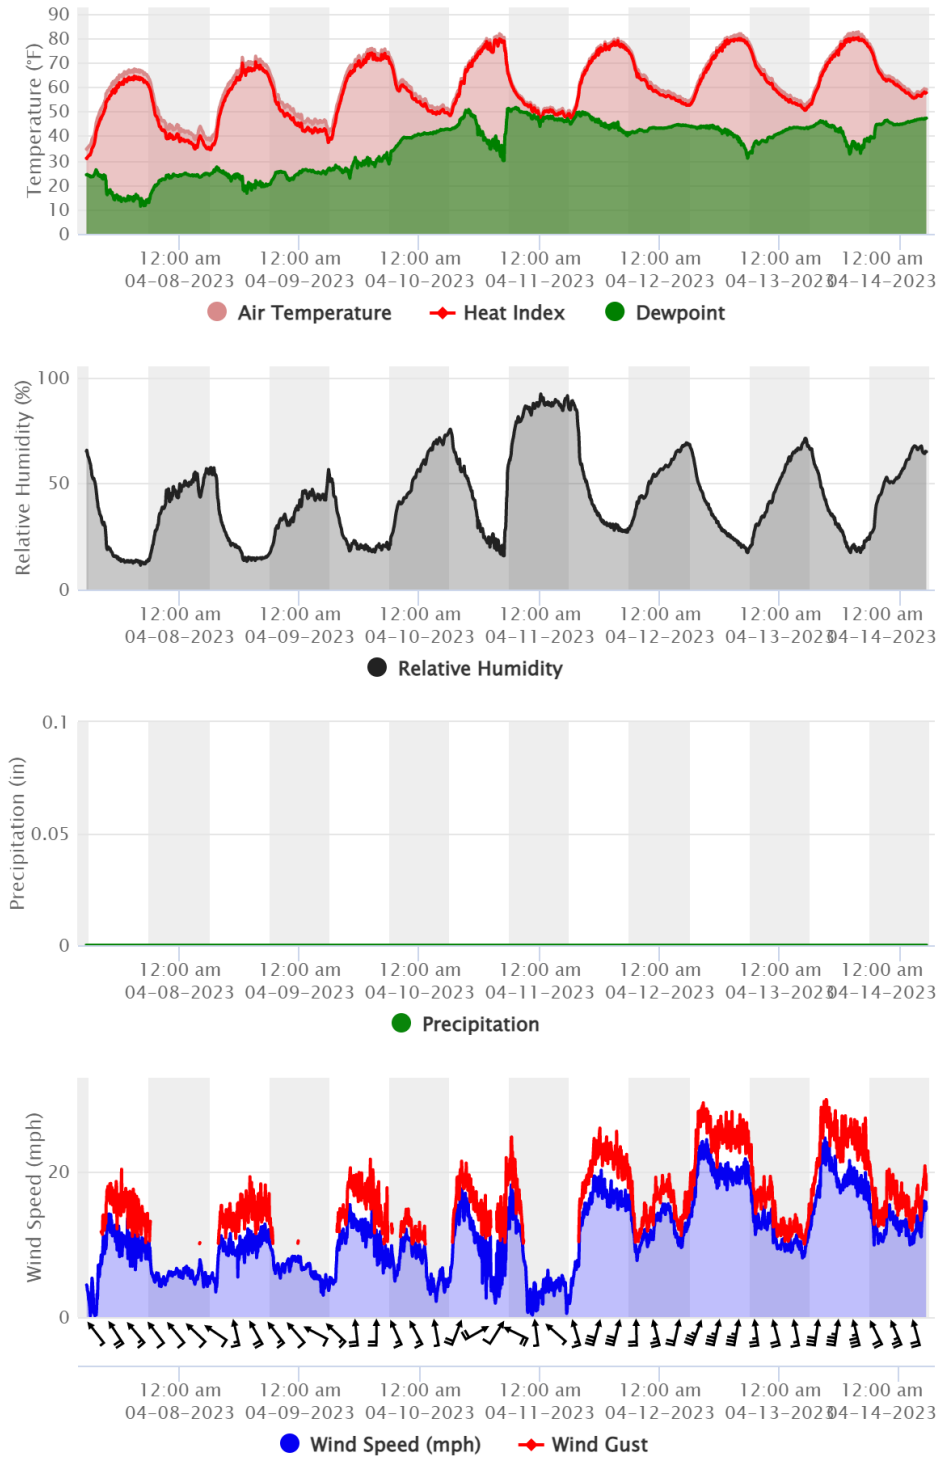 Temperature (°F)
90
80
70
60
50
40
30
20
10
0
12:00 am 12:00 am 12:00 am 12:00 am 12:00 am 12:00 am 12:00 am
04-08-2023 04-09-2023 04-10-2023 04-11-2023 04-12-2023 04-13-2023 04-14-2023
Air Temperature Heat Index Dewpoint
Relative Humidity (%)
100
50
0
12:00 am 12:00 am 12:00 am 12:00 am 12:00 am 12:00 am 12:00 am
04-08-2023 04-09-2023 04-10-2023 04-11-2023 04-12-2023 04-13-2023 04-14-2023
Relative Humidity
Precipitation (in)
0.1
0.05
0
12:00 am 12:00 am 12:00 am 12:00 am 12:00 am 12:00 am 12:00 am
04-08-2023 04-09-2023 04-10-2023 04-11-2023 04-12-2023 04-13-2023 04-14-2023
Precipitation
Wind Speed (mph)
20
0
12:00 am 12:00 am 12:00 am 12:00 am 12:00 am 12:00 am 12:00 am
04-08-2023 04-09-2023 04-10-2023 04-11-2023 04-12-2023 04-13-2023 04-14-2023
Wind Speed (mph) Wind Gust